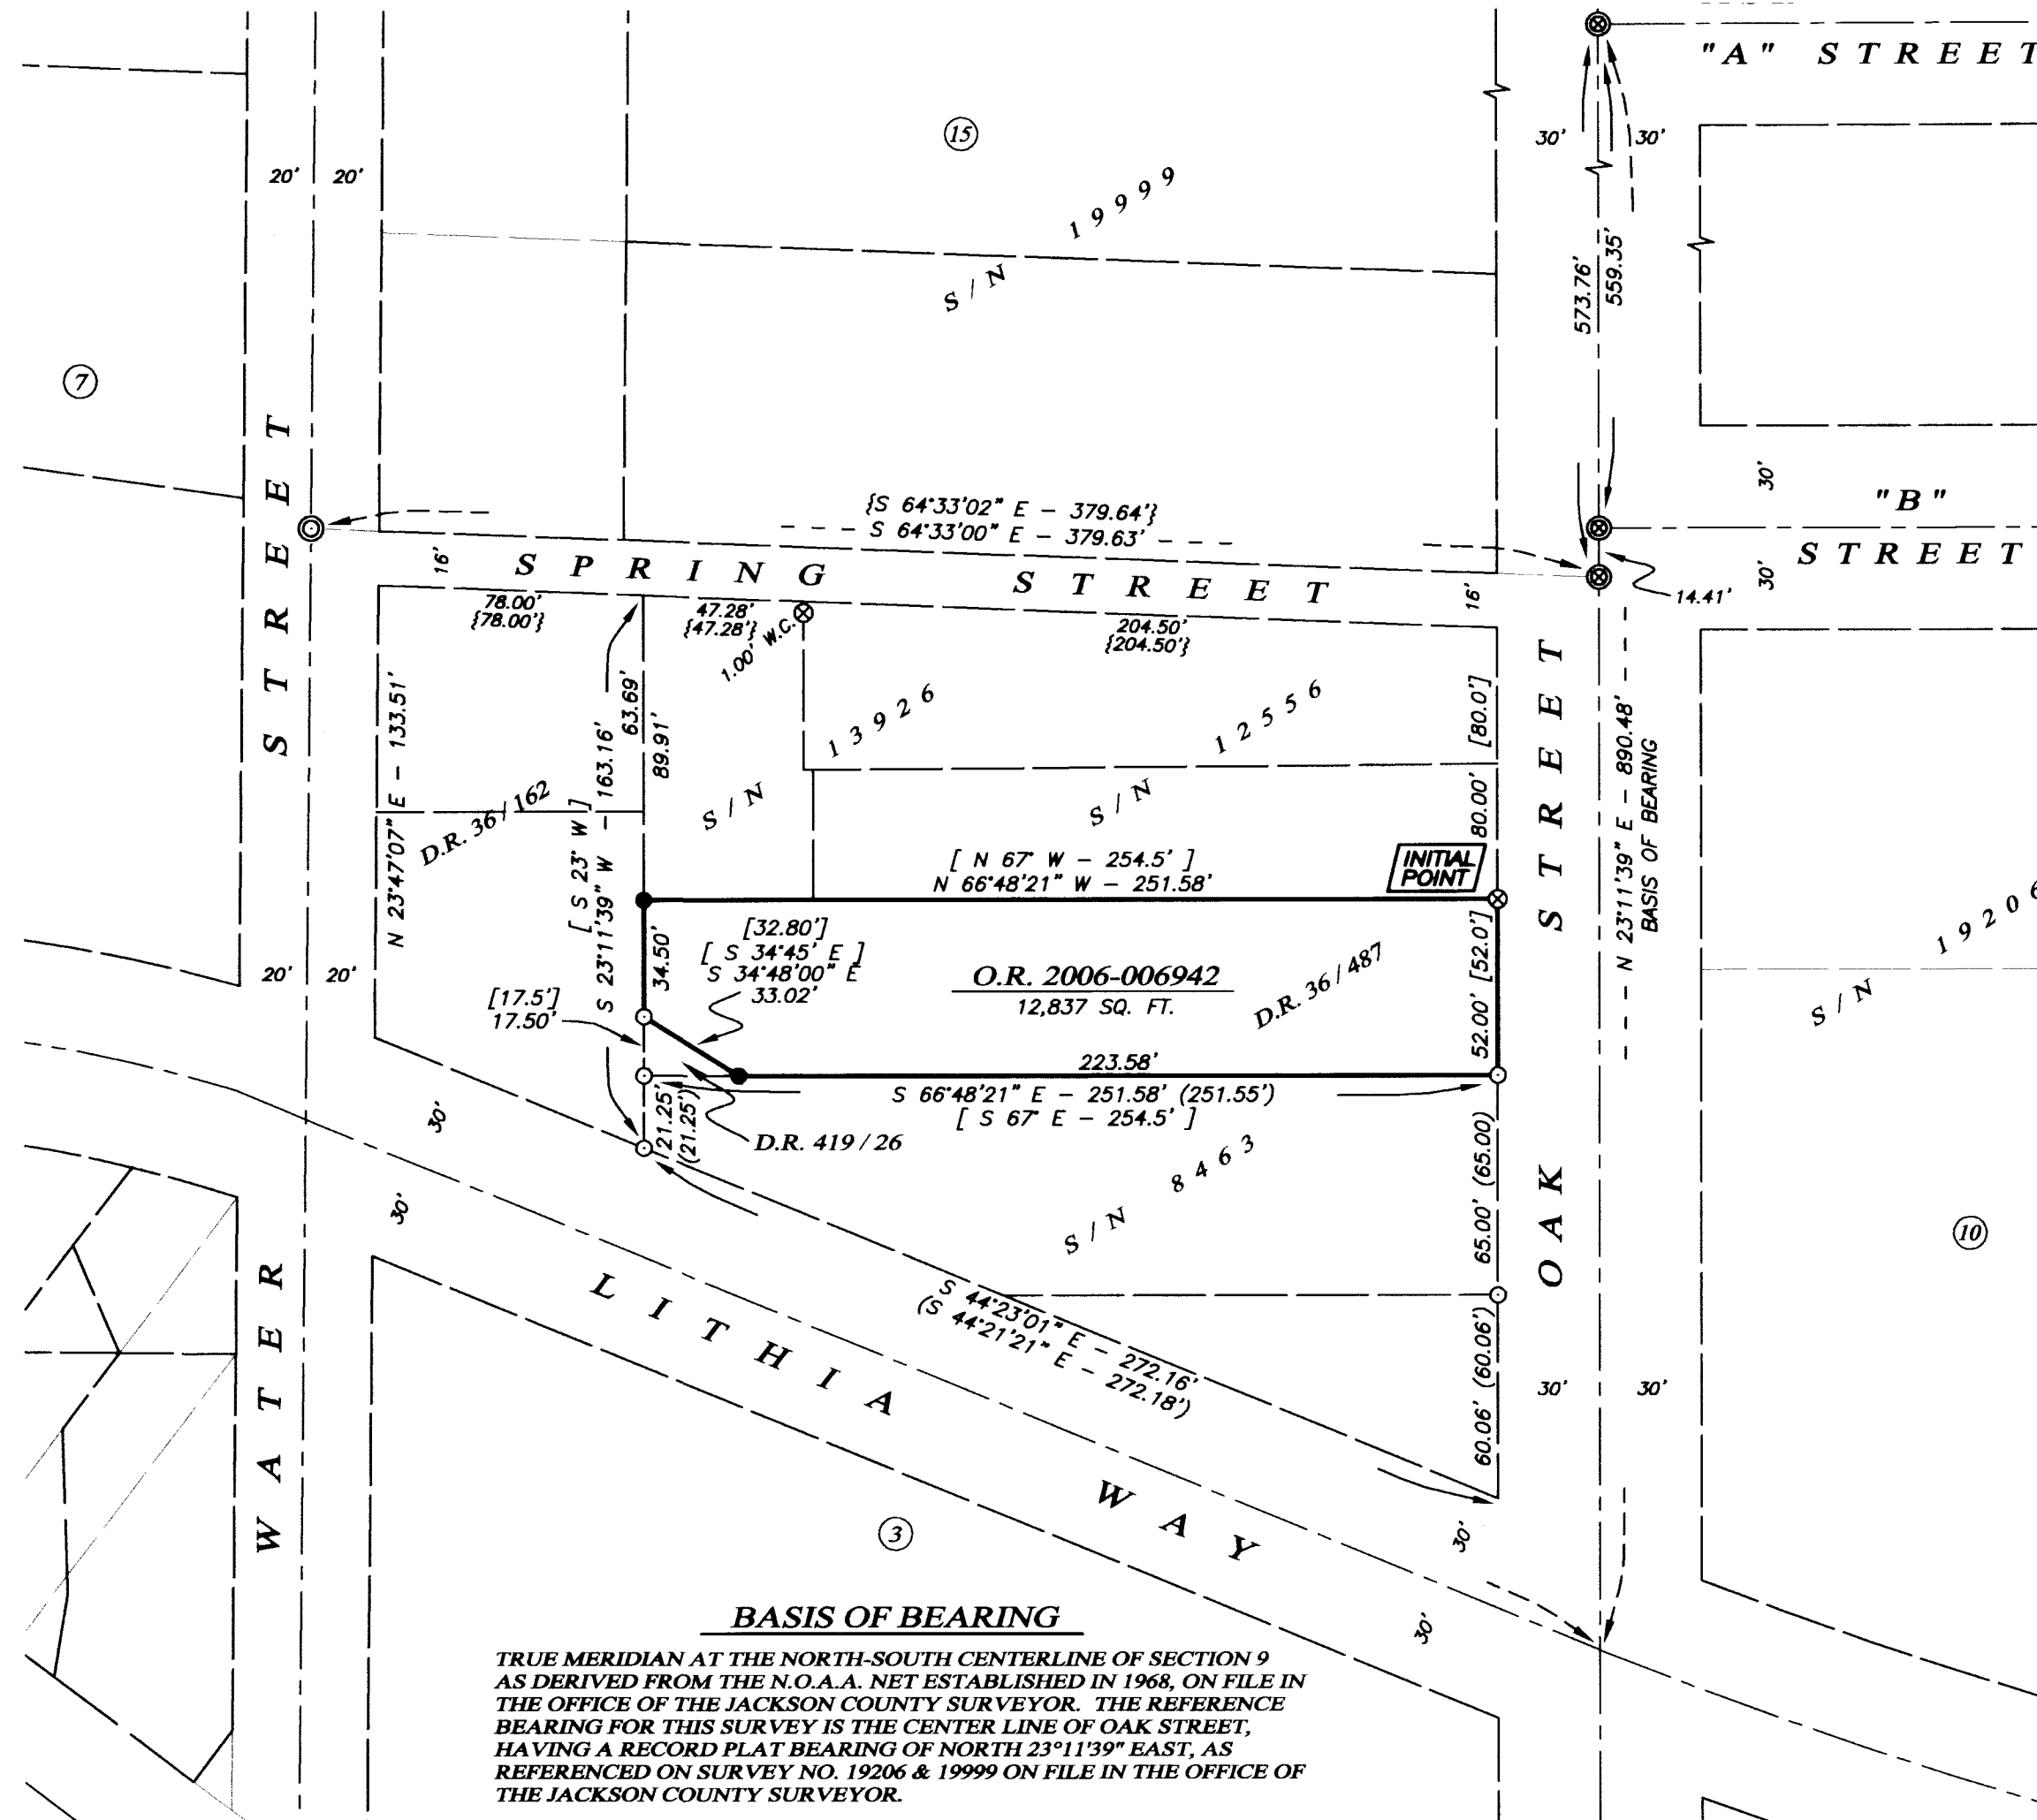 "A" STREET
15
30'
30'
20'
20'
S/N 19999
573.76'
559.35'
7
{S 64°33'02" E - 379.64'}
- - - S 64°33'00" E - 379.63' - - -
30'
"B"
STREET
30'
16'
SPRING STREET
16'
14.41'
78.00'
{78.00'}
47.28'
{47.28'}
1.00' W.C.
204.50'
{204.50'}
WATER STREET
N 23°47'07" E - 133.51'
D.R. 36/162
[ S 23° W ]
S 23°11'39" W - 163.16'
63.69'
89.91'
S/N 13926
S/N 12556
[80.0']
80.00'
OAK STREET
- - - N 23°11'39" E - 890.48' - - -
BASIS OF BEARING
INITIAL
POINT
[ N 67° W - 254.5' ]
N 66°48'21" W - 251.58'
34.50'
[32.80']
[ S 34°45' E ]
S 34°48'00" E
33.02'
O.R. 2006-006942
12,837 SQ. FT.
D.R. 36/487
52.00' [52.0']
S/N 19206
20'
20'
[17.5']
17.50'
223.58'
S 66°48'21" E - 251.58' (251.55')
[ S 67° E - 254.5' ]
21.25'
(21.25')
D.R. 419/26
30'
30'
S/N 8463
65.00' (65.00)
10
LITHIA WAY
S 44°23'01" E - 272.16'
(S 44°21'21" E - 272.18')
60.06' (60.06')
30'
30'
30'
30'
3
BASIS OF BEARING
TRUE MERIDIAN AT THE NORTH-SOUTH CENTERLINE OF SECTION 9
AS DERIVED FROM THE N.O.A.A. NET ESTABLISHED IN 1968, ON FILE IN
THE OFFICE OF THE JACKSON COUNTY SURVEYOR. THE REFERENCE
BEARING FOR THIS SURVEY IS THE CENTER LINE OF OAK STREET,
HAVING A RECORD PLAT BEARING OF NORTH 23°11'39" EAST, AS
REFERENCED ON SURVEY NO. 19206 & 19999 ON FILE IN THE OFFICE OF
THE JACKSON COUNTY SURVEYOR.